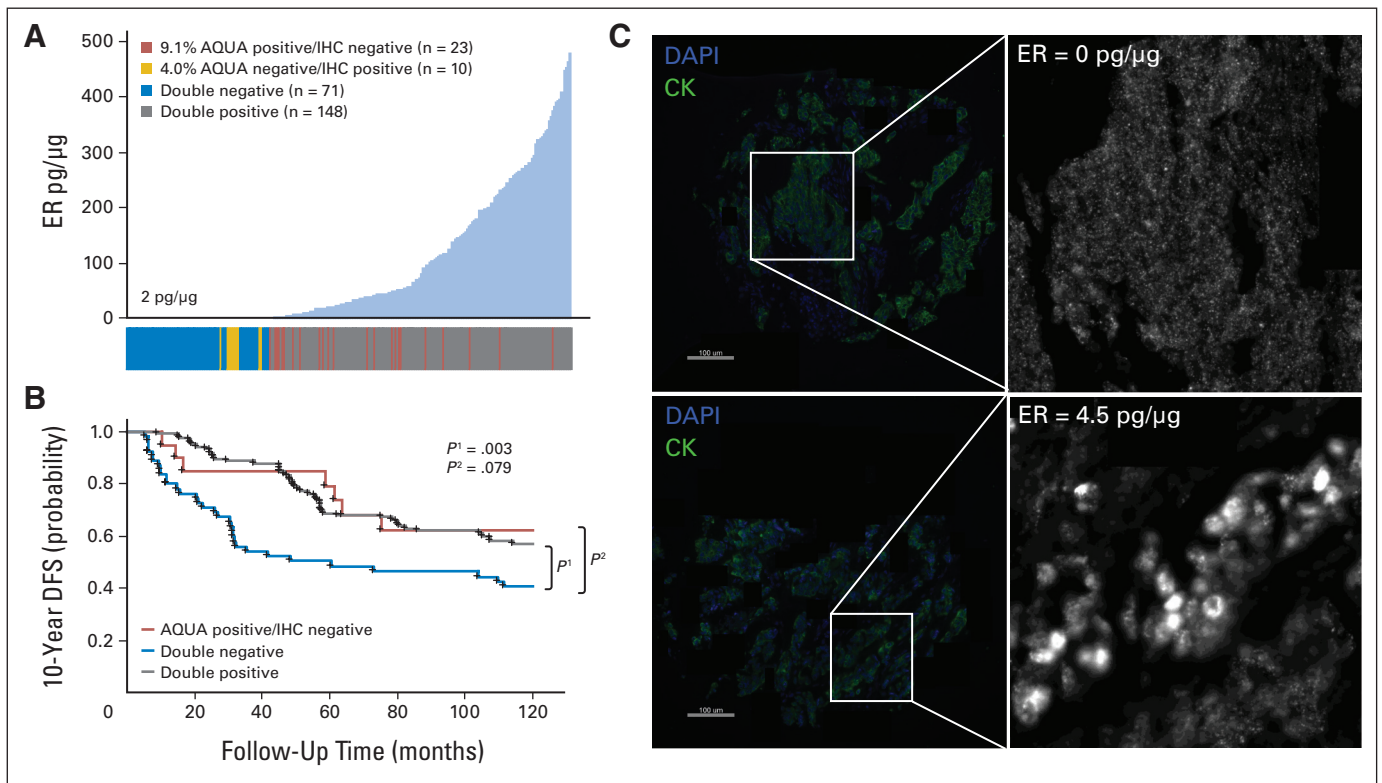 A
500
400
300
200
100
0
ER pg/µg
9.1% AQUA positive/IHC negative (n = 23)
4.0% AQUA negative/IHC positive (n = 10)
Double negative (n = 71)
Double positive (n = 148)
2 pg/µg
B
1.0
0.8
0.6
0.4
0.2
0
20
40
60
80
100
120
10-Year DFS (probability)
P1 = .003
P2 = .079
P1
P2
AQUA positive/IHC negative
Double negative
Double positive
Follow-Up Time (months)
C
DAPI
CK
100 um
ER = 0 pg/µg
DAPI
CK
100 um
ER = 4.5 pg/µg